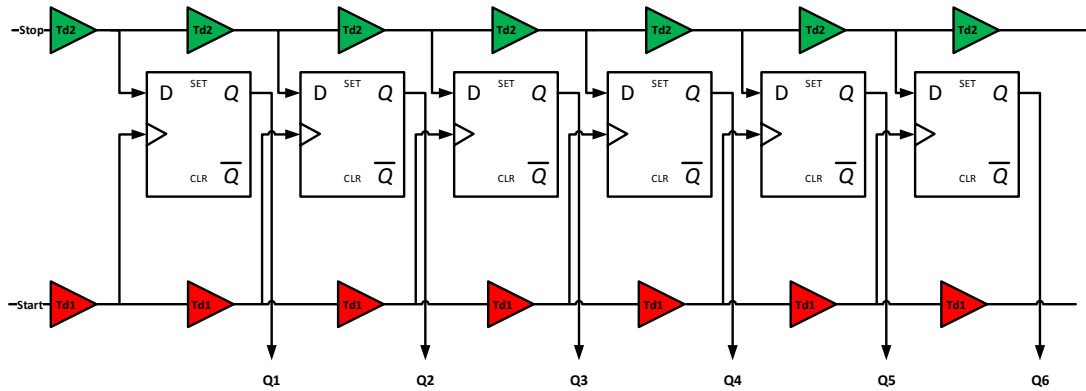 Stop Td2 Td2 Td2 Td2 Td2 Td2 Td2
SET SET SET SET SET SET
D Q D Q D Q D Q D Q D Q
Q Q Q Q Q Q
CLR CLR CLR CLR CLR CLR
Start Td1 Td1 Td1 Td1 Td1 Td1 Td1
Q1 Q2 Q3 Q4 Q5 Q6